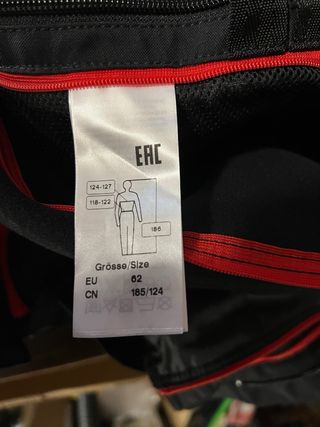 EAC
124-127
118-122
186
Grösse/Size
EU 62
CN 185/124